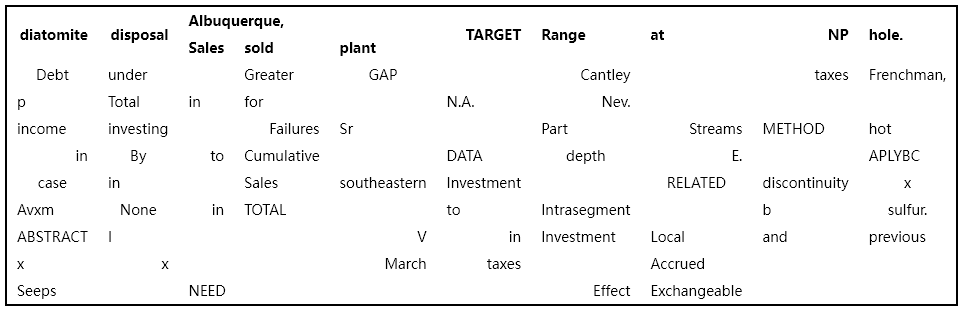 diatomite disposal Albuquerque, Sales sold plant TARGET Range at NP hole.
Debt under Greater GAP Cantley taxes Frenchman,
p Total in for N.A. Nev.
income investing Failures Sr Part Streams METHOD hot
in By to Cumulative DATA depth E. APLYBC
case in Sales southeastern Investment RELATED discontinuity x
Avxm None in TOTAL to Intrasegment b sulfur.
ABSTRACT I V in Investment Local and previous
x x March taxes Accrued
Seeps NEED Effect Exchangeable